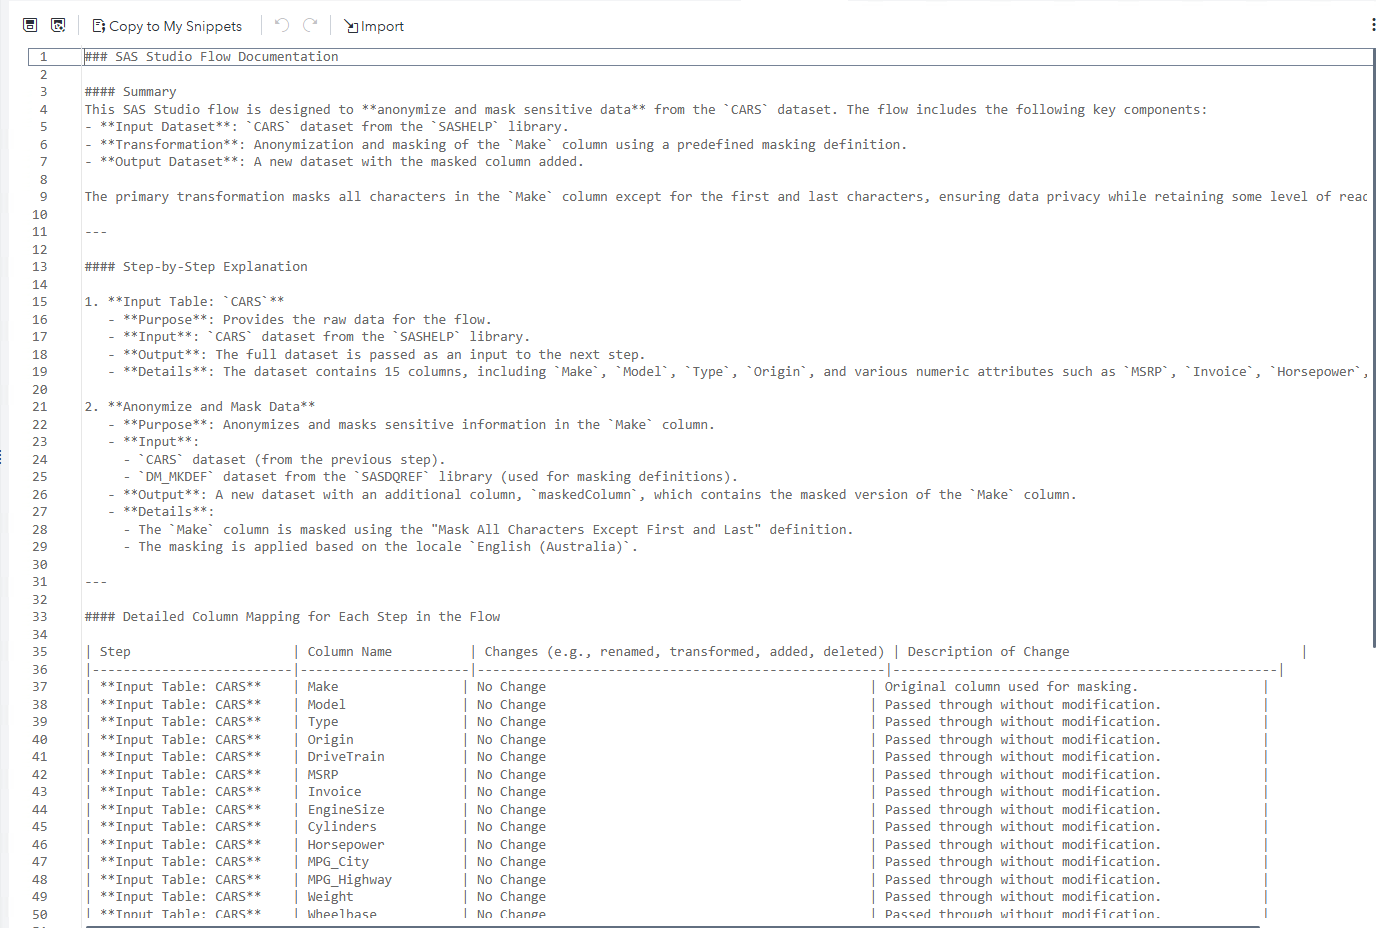 Copy to My Snippets Import
1 ### SAS Studio Flow Documentation
2
3 #### Summary
4 This SAS Studio flow is designed to **anonymize and mask sensitive data** from the `CARS` dataset. The flow includes the following key components:
5 - **Input Dataset**: `CARS` dataset from the `SASHELP` library.
6 - **Transformation**: Anonymization and masking of the `Make` column using a predefined masking definition.
7 - **Output Dataset**: A new dataset with the masked column added.
8
9 The primary transformation masks all characters in the `Make` column except for the first and last characters, ensuring data privacy while retaining some level of
10
11 ---
12
13 #### Step-by-Step Explanation
14
15 1. **Input Table: `CARS`**
16 - **Purpose**: Provides the raw data for the flow.
17 - **Input**: `CARS` dataset from the `SASHELP` library.
18 - **Output**: The full dataset is passed as an input to the next step.
19 - **Details**: The dataset contains 15 columns, including `Make`, `Model`, `Type`, `Origin`, and various numeric attributes such as `MSRP`, `Invoice`, `Horsepower`,
20
21 2. **Anonymize and Mask Data**
22 - **Purpose**: Anonymizes and masks sensitive information in the `Make` column.
23 - **Input**:
24 - `CARS` dataset (from the previous step).
25 - `DM_MKDEF` dataset from the `SASDQREF` library (used for masking definitions).
26 - **Output**: A new dataset with an additional column, `maskedColumn`, which contains the masked version of the `Make` column.
27 - **Details**:
28 - The `Make` column is masked using the "Mask All Characters Except First and Last" definition.
29 - The masking is applied based on the locale `English (Australia)`.
30
31 ---
32
33 #### Detailed Column Mapping for Each Step in the Flow
34
35 | Step | Column Name | Changes (e.g., renamed, transformed, added, deleted) | Description of Change |
36 |--------------------------|----------------------|-----------------------------------------------------|--------------------------------------------------|
37 | **Input Table: CARS** | Make | No Change | Original column used for masking. |
38 | **Input Table: CARS** | Model | No Change | Passed through without modification. |
39 | **Input Table: CARS** | Type | No Change | Passed through without modification. |
40 | **Input Table: CARS** | Origin | No Change | Passed through without modification. |
41 | **Input Table: CARS** | DriveTrain | No Change | Passed through without modification. |
42 | **Input Table: CARS** | MSRP | No Change | Passed through without modification. |
43 | **Input Table: CARS** | Invoice | No Change | Passed through without modification. |
44 | **Input Table: CARS** | EngineSize | No Change | Passed through without modification. |
45 | **Input Table: CARS** | Cylinders | No Change | Passed through without modification. |
46 | **Input Table: CARS** | Horsepower | No Change | Passed through without modification. |
47 | **Input Table: CARS** | MPG_City | No Change | Passed through without modification. |
48 | **Input Table: CARS** | MPG_Highway | No Change | Passed through without modification. |
49 | **Input Table: CARS** | Weight | No Change | Passed through without modification. |
50 | **Input Table: CARS** | Wheelbase | No Change | Passed through without modification. |